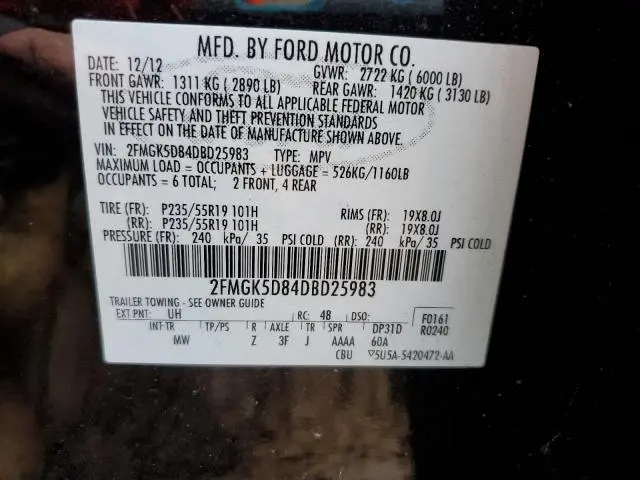 MFD. BY FORD MOTOR CO.
DATE: 12/12 GVWR: 2722 KG (6000 LB)
FRONT GAWR: 1311 KG (2890 LB) REAR GAWR: 1420 KG (3130 LB)
THIS VEHICLE CONFORMS TO ALL APPLICABLE FEDERAL MOTOR
VEHICLE SAFETY AND THEFT PREVENTION STANDARDS
IN EFFECT ON THE DATE OF MANUFACTURE SHOWN ABOVE.
VIN: 2FMGK5D84DBD25983 TYPE: MPV
MAXIMUM LOAD = OCCUPANTS + LUGGAGE = 526KG/1160LB
OCCUPANTS = 6 TOTAL; 2 FRONT, 4 REAR
TIRE (FR): P235/55R19 101H RIMS (FR): 19X8.0J
(RR): P235/55R19 101H (RR): 19X8.0J
PRESSURE (FR): 240 kPa/ 35 PSI COLD (RR): 240 kPa/ 35 PSI COLD
2FMGK5D84DBD25983
TRAILER TOWING - SEE OWNER GUIDE
EXT PNT: UH RC: 48 DSO: F0161
INT TR TP/PS R AXLE TR SPR DP31D R0240
MW Z 3F J AAAA 60A
CBU ▽5U5A-5420472-AA